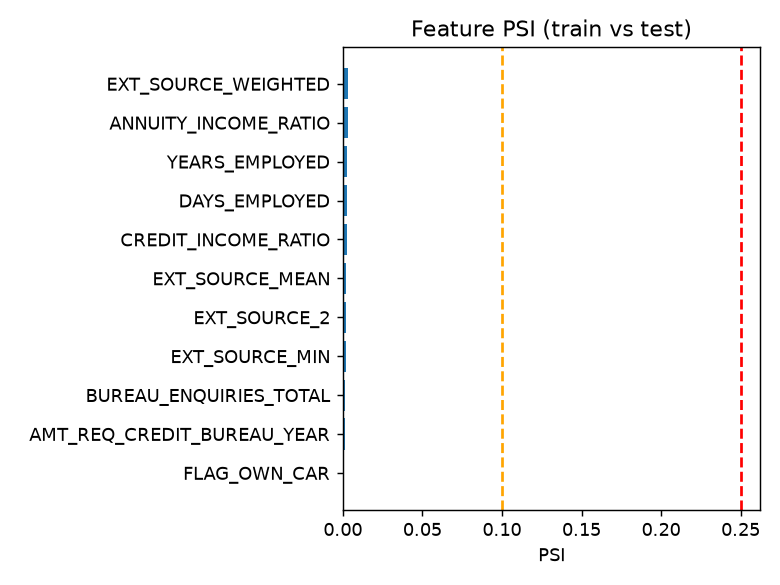 Feature PSI (train vs test)
EXT_SOURCE_WEIGHTED
ANNUITY_INCOME_RATIO
YEARS_EMPLOYED
DAYS_EMPLOYED
CREDIT_INCOME_RATIO
EXT_SOURCE_MEAN
EXT_SOURCE_2
EXT_SOURCE_MIN
BUREAU_ENQUIRIES_TOTAL
AMT_REQ_CREDIT_BUREAU_YEAR
FLAG_OWN_CAR
0.00 0.05 0.10 0.15 0.20 0.25
PSI